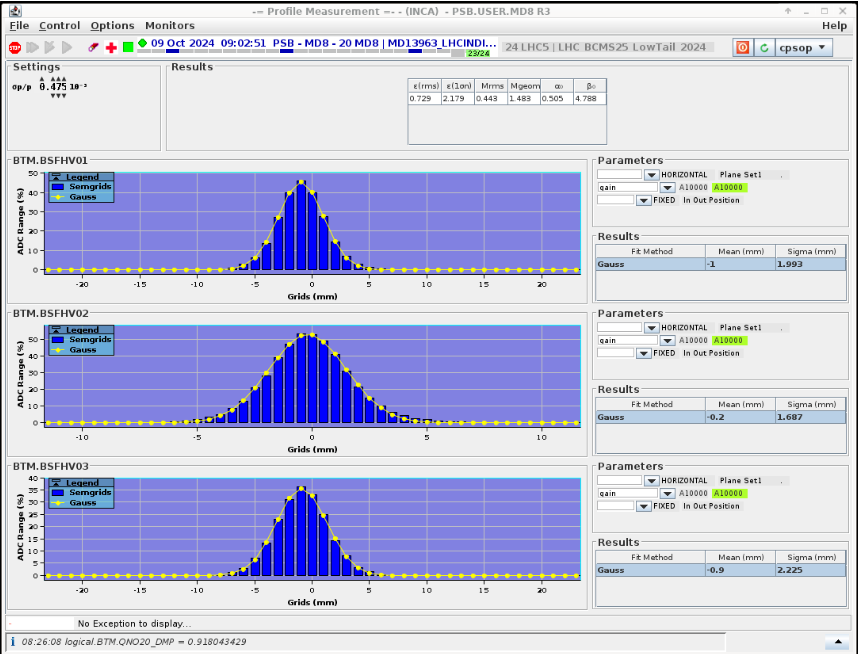 -= Profile Measurement =-  - (INCA)  - PSB.USER.MD8 R3
File Control Options Monitors Help
STOP 09 Oct 2024 09:02:51 PSB - MD8 - 20 MD8 | MD13963_LHCINDI... 23/24 24 LHC5 | LHC BCMS25 LowTail 2024 cpsop
Settings
σp/p 0.475 10⁻³
Results
ε(rms) ε(1σn) Mrms Mgeom α₀ β₀
0.729 2.179 0.443 1.483 0.505 4.788
BTM.BSFHV01
Legend
Semgrids
Gauss
ADC Range (%)
50
40
30
20
10
0
-20 -15 -10 -5 0 5 10 15 20
Grids (mm)
Parameters
HORIZONTAL Plane Set1 .
gain A10000 A10000
FIXED In Out Position
Results
Fit Method Mean (mm) Sigma (mm)
Gauss -1 1.993
BTM.BSFHV02
Legend
Semgrids
Gauss
ADC Range (%)
50
40
30
20
10
0
-10 -5 0 5 10
Grids (mm)
Parameters
HORIZONTAL Plane Set1 .
gain A10000 A10000
FIXED In Out Position
Results
Fit Method Mean (mm) Sigma (mm)
Gauss -0.2 1.687
BTM.BSFHV03
Legend
Semgrids
Gauss
ADC Range (%)
40
35
30
25
20
15
10
5
0
-20 -15 -10 -5 0 5 10 15 20
Grids (mm)
Parameters
HORIZONTAL Plane Set1 .
gain A10000 A10000
FIXED In Out Position
Results
Fit Method Mean (mm) Sigma (mm)
Gauss -0.9 2.225
- No Exception to display...
08:26:08 logical.BTM.QNO20_DMP = 0.918043429